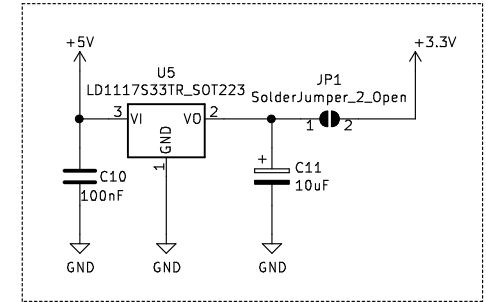 +5V
+3.3V
U5
LD1117S33TR_SOT223
JP1
SolderJumper_2_Open
3
VI
VO
2
1
2
GND
1
C10
100nF
+
C11
10uF
GND
GND
GND